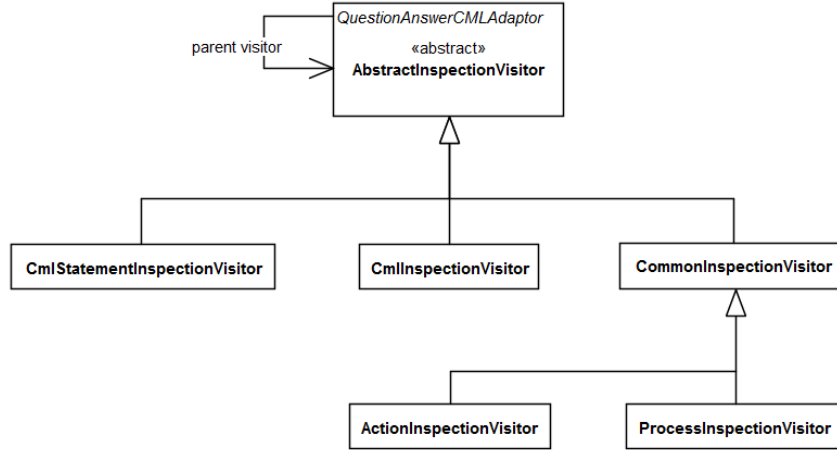 QuestionAnswerCMLAdaptor
parent visitor
«abstract»
AbstractInspectionVisitor
CmlStatementInspectionVisitor
CmlInspectionVisitor
CommonInspectionVisitor
ActionInspectionVisitor
ProcessInspectionVisitor